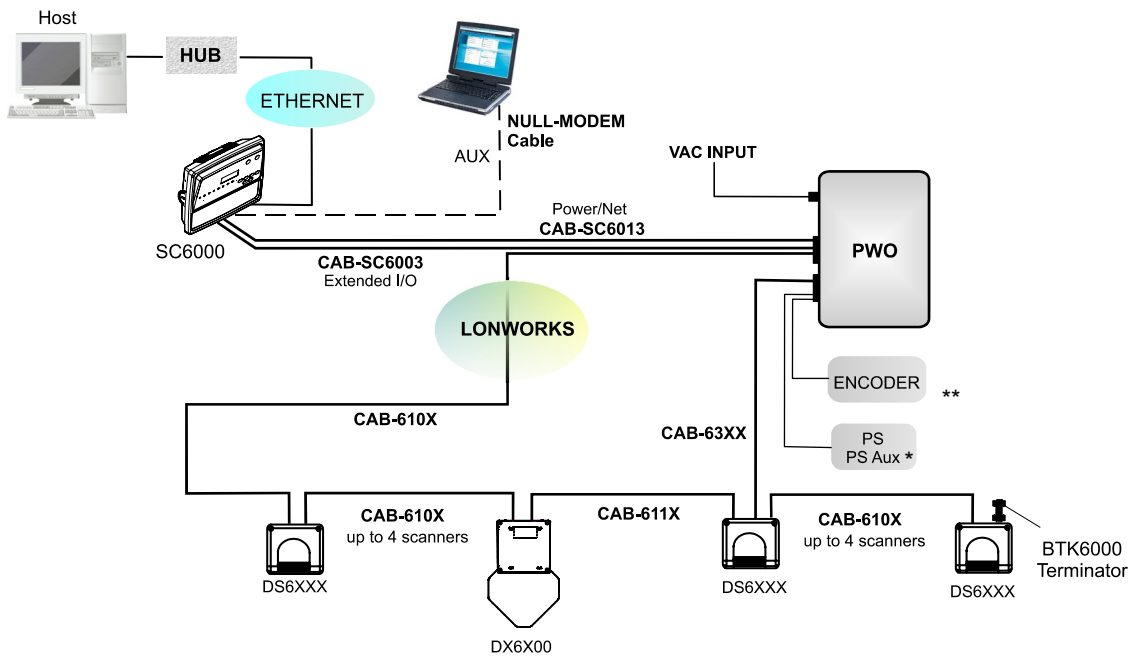 Host
HUB
ETHERNET
NULL-MODEM
Cable
AUX
SC6000
VAC INPUT
Power/Net
CAB-SC6013
CAB-SC6003
Extended I/O
PWO
LONWORKS
ENCODER
**
CAB-610X
CAB-63XX
PS
PS Aux *
CAB-610X
up to 4 scanners
CAB-611X
CAB-610X
up to 4 scanners
BTK6000
Terminator
DS6XXX
DX6X00
DS6XXX
DS6XXX